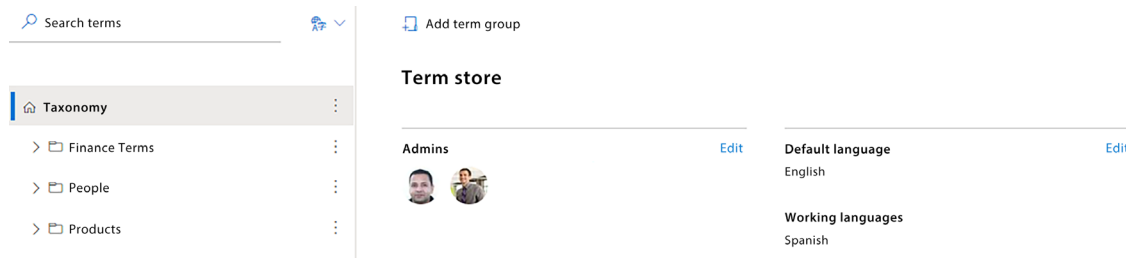 Search terms
Taxonomy
Finance Terms
People
Products
Add term group
Term store
Admins
Edit
Default language
Edit
English
Working languages
Spanish